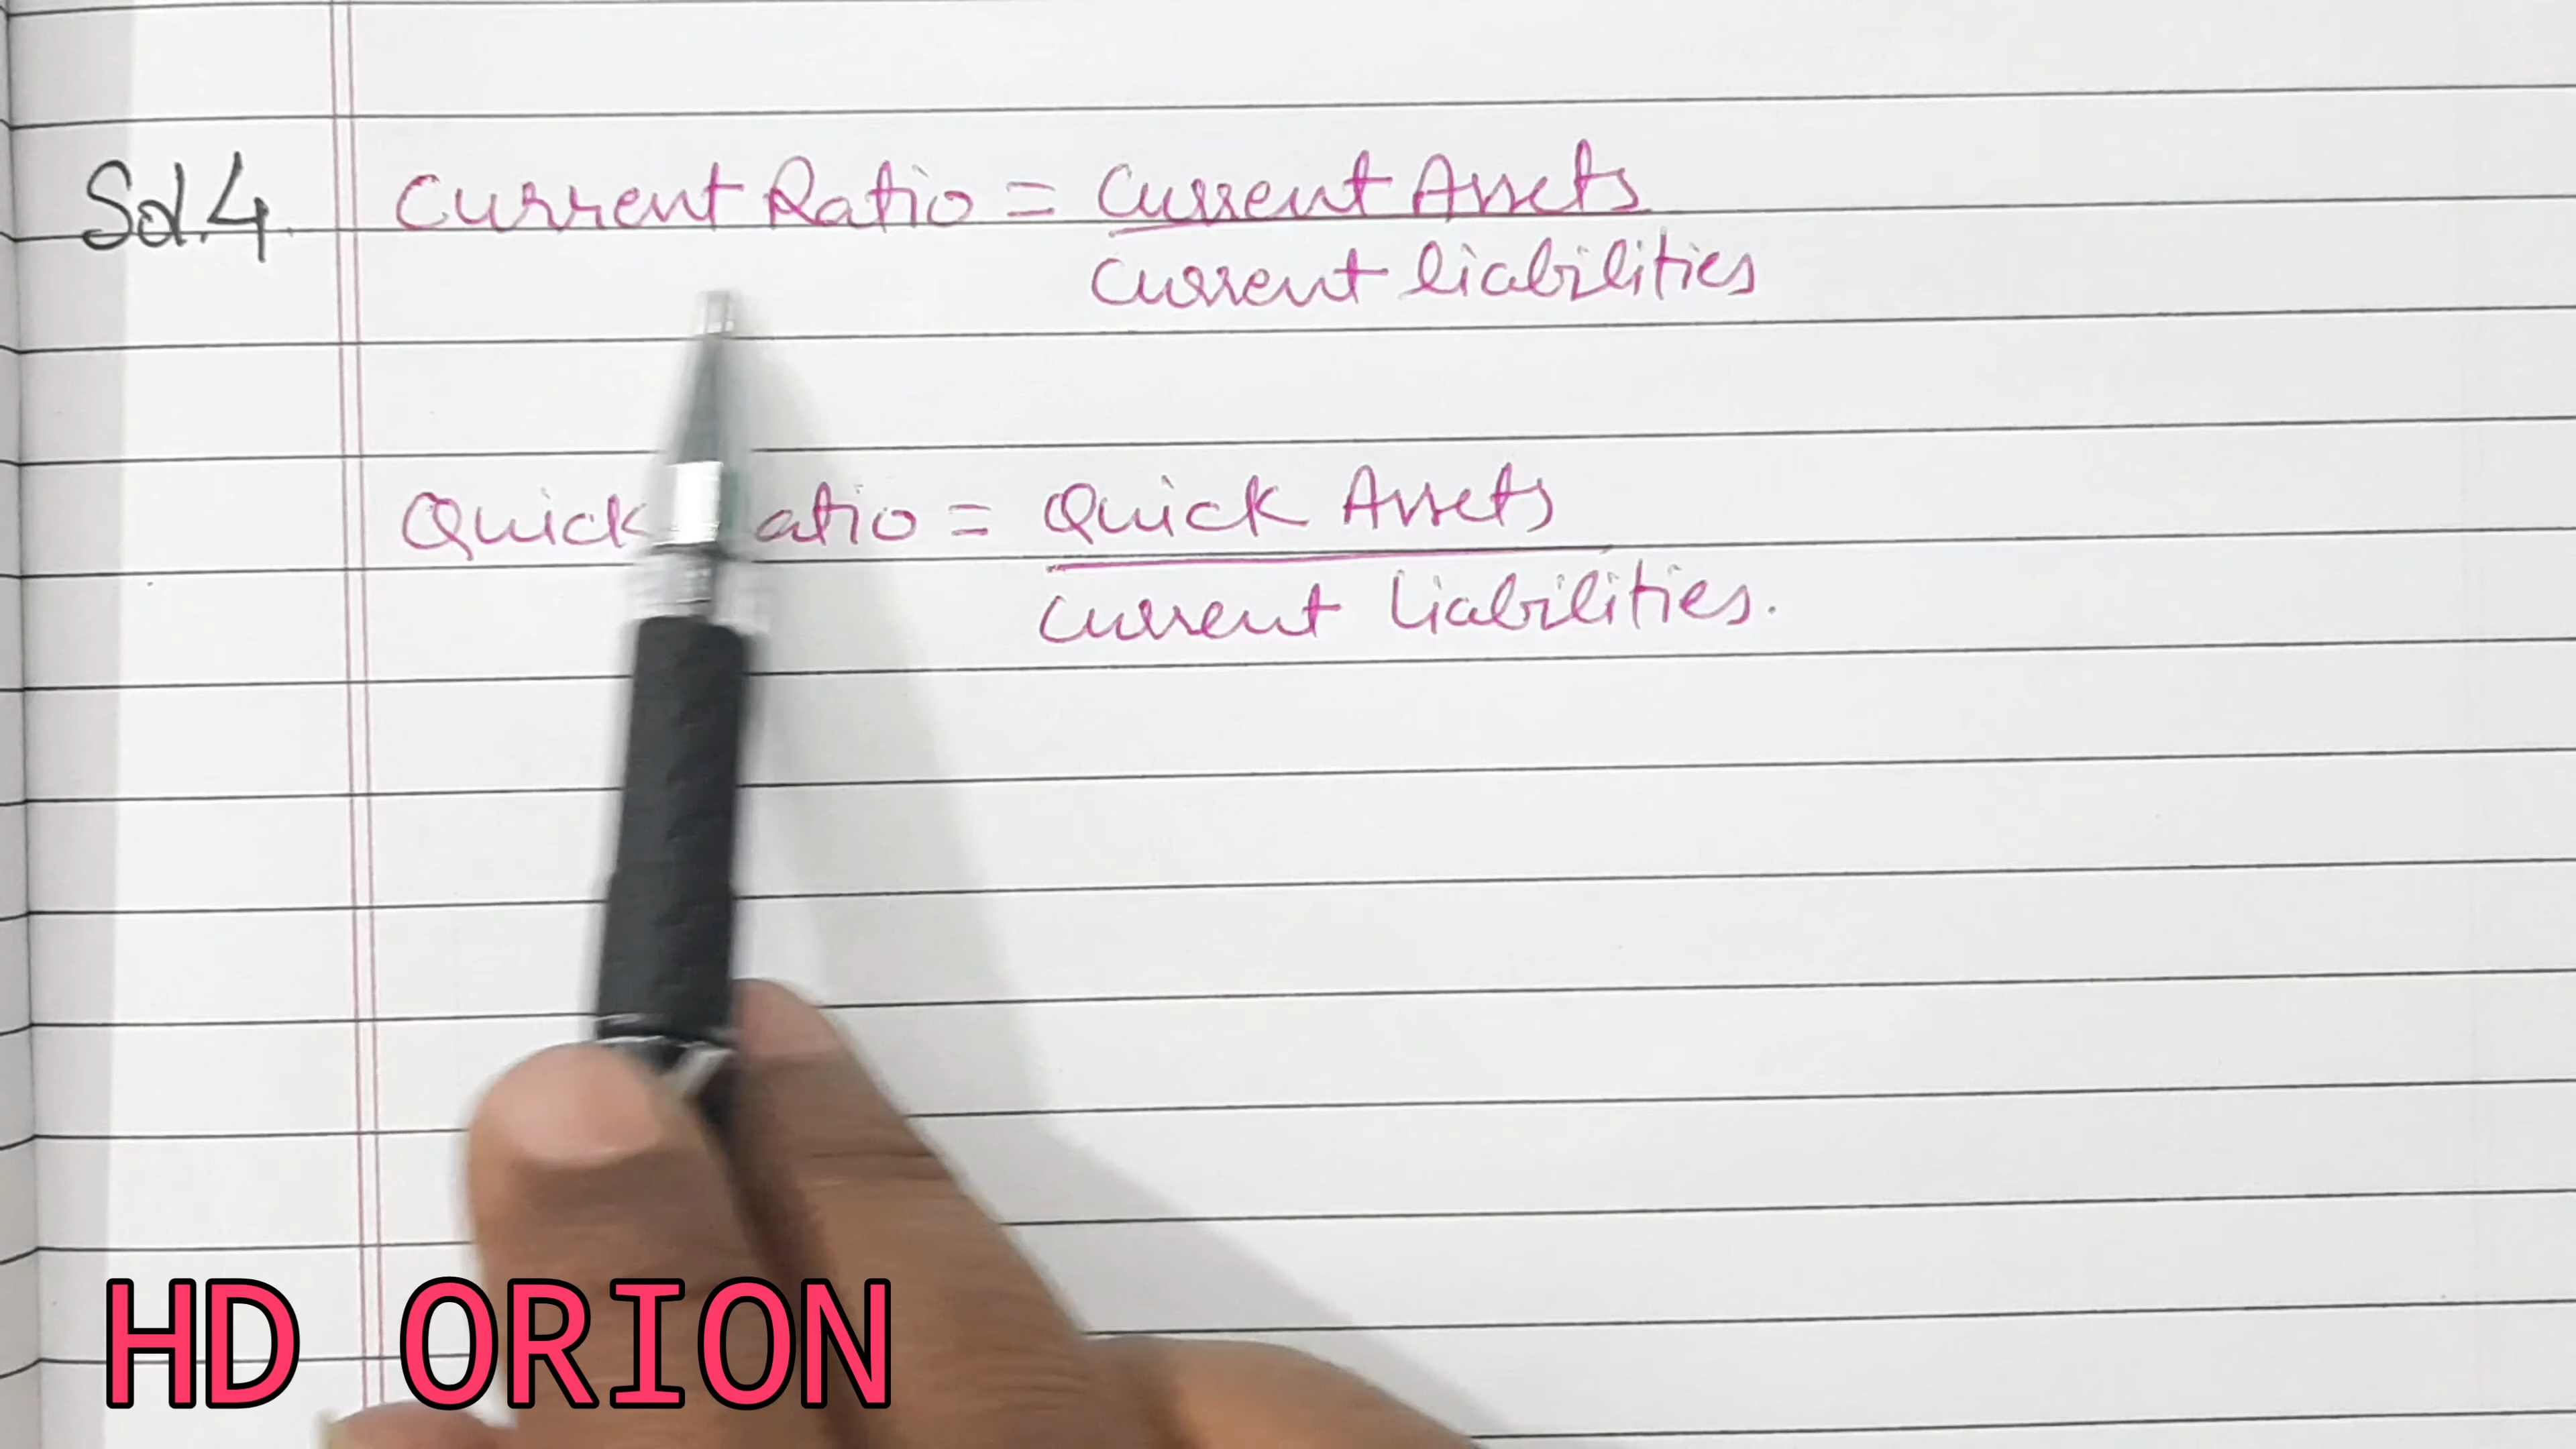 Sol.4. Current Ratio = Current Assets
Current liabilities
Quick atio = Quick Assets
Current Liabilities.
HD ORION